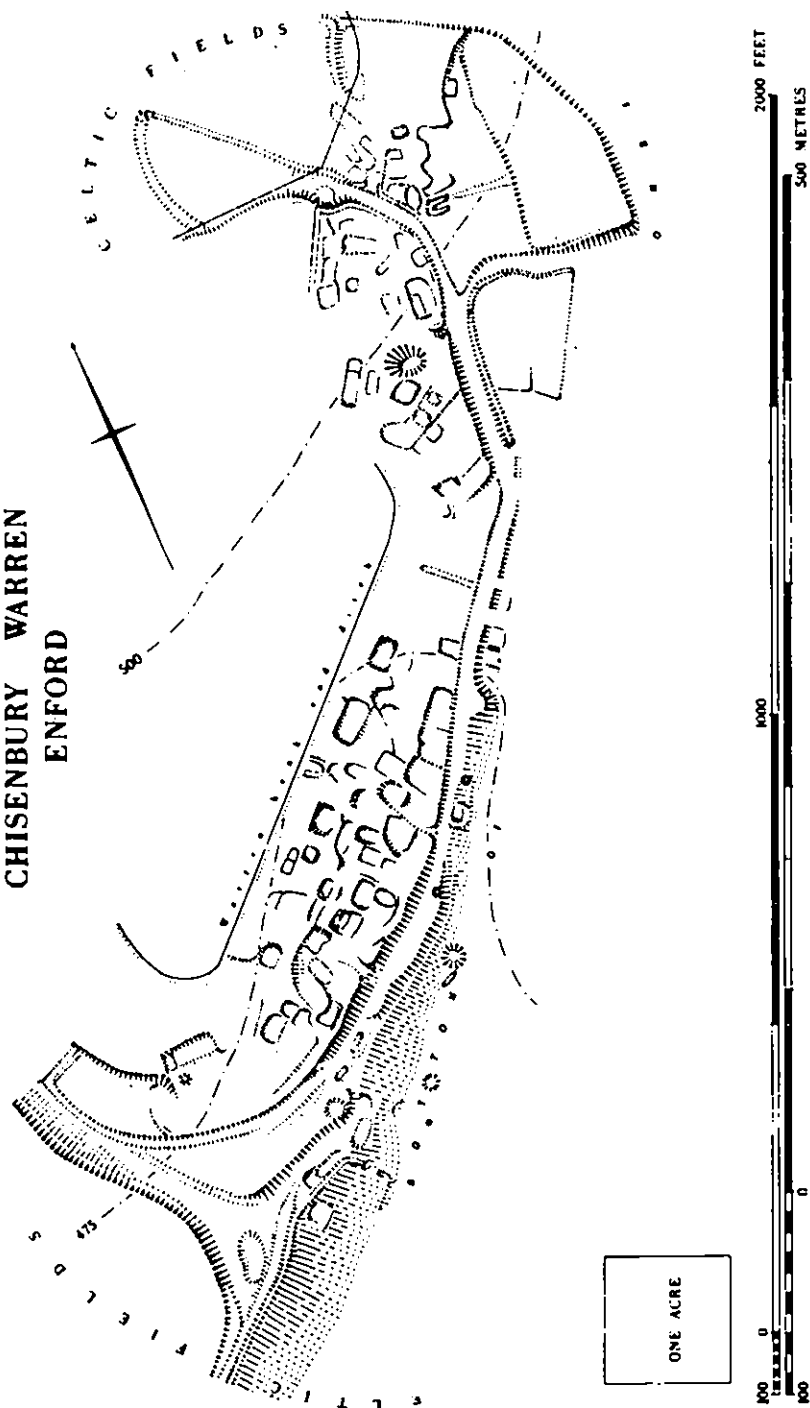 CHISENBURY WARREN
ENFORD
CELTIC FIELDS
500
475
FIELDS
ONE ACRE
100 0 1000 2000 FEET
100 0 500 METRES